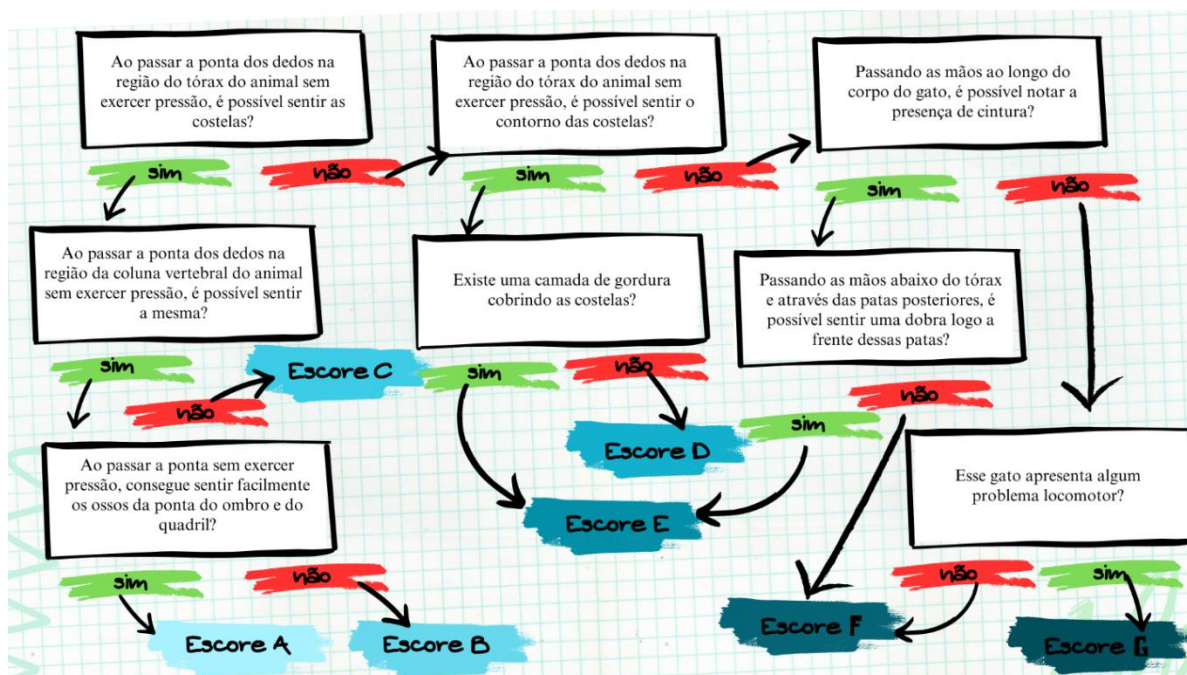 Ao passar a ponta dos dedos na
região do tórax do animal sem
exercer pressão, é possível sentir as
costelas?
sim
não
Ao passar a ponta dos dedos na
região do tórax do animal sem
exercer pressão, é possível sentir o
contorno das costelas?
sim
não
Passando as mãos ao longo do
corpo do gato, é possível notar a
presença de cintura?
sim
não
Ao passar a ponta dos dedos na
região da coluna vertebral do animal
sem exercer pressão, é possível sentir
a mesma?
sim
não
Escore C
Existe uma camada de gordura
cobrindo as costelas?
sim
não
Escore D
Escore E
Passando as mãos abaixo do tórax
e através das patas posteriores, é
possível sentir uma dobra logo a
frente dessas patas?
sim
não
Ao passar a ponta sem exercer
pressão, consegue sentir facilmente
os ossos da ponta do ombro e do
quadril?
sim
não
Escore A
Escore B
Esse gato apresenta algum
problema locomotor?
não
sim
Escore F
Escore G